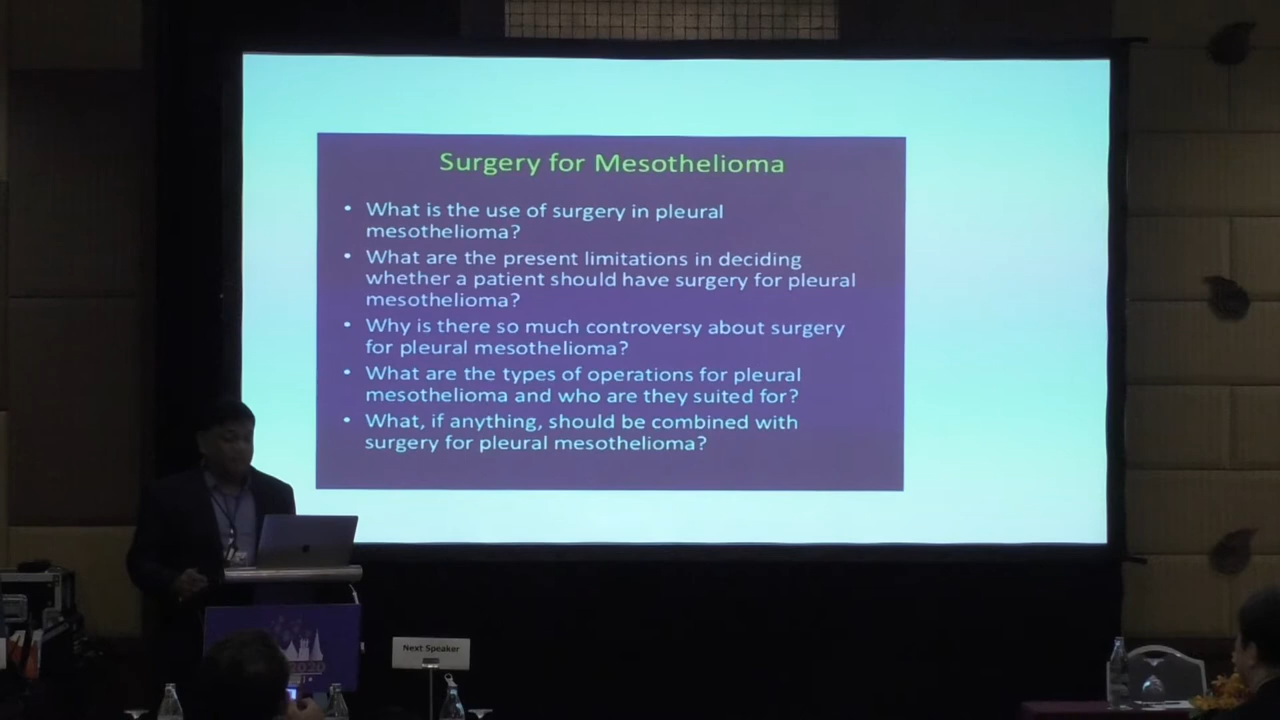 Surgery for Mesothelioma
• What is the use of surgery in pleural
mesothelioma?
• What are the present limitations in deciding
whether a patient should have surgery for pleural
mesothelioma?
• Why is there so much controversy about surgery
for pleural mesothelioma?
• What are the types of operations for pleural
mesothelioma and who are they suited for?
• What, if anything, should be combined with
surgery for pleural mesothelioma?
Next Speaker
2020